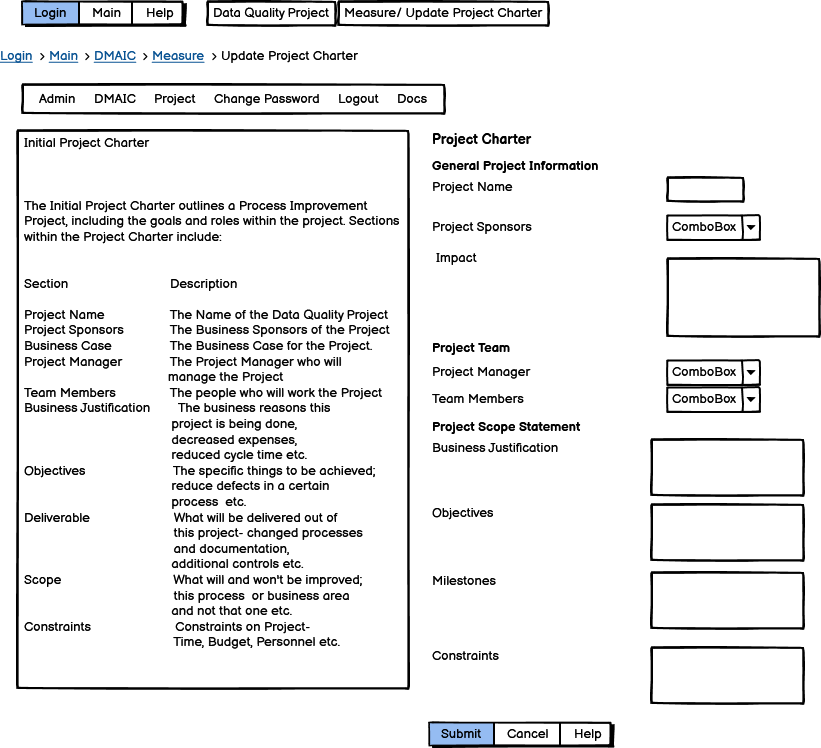 Login Main Help Data Quality Project Measure/ Update Project Charter
Login > Main > DMAIC > Measure > Update Project Charter
Admin DMAIC Project Change Password Logout Docs
Initial Project Charter
The Initial Project Charter outlines a Process Improvement
Project, including the goals and roles within the project. Sections
within the Project Charter include:
Section Description
Project Name The Name of the Data Quality Project
Project Sponsors The Business Sponsors of the Project
Business Case The Business Case for the Project.
Project Manager The Project Manager who will
manage the Project
Team Members The people who will work the Project
Business Justification The business reasons this
project is being done,
decreased expenses,
reduced cycle time etc.
Objectives The specific things to be achieved;
reduce defects in a certain
process etc.
Deliverable What will be delivered out of
this project- changed processes
and documentation,
additional controls etc.
Scope What will and won't be improved;
this process or business area
and not that one etc.
Constraints Constraints on Project-
Time, Budget, Personnel etc.
Project Charter
General Project Information
Project Name
Project Sponsors ComboBox
Impact
Project Team
Project Manager ComboBox
Team Members ComboBox
Project Scope Statement
Business Justification
Objectives
Milestones
Constraints
Submit Cancel Help